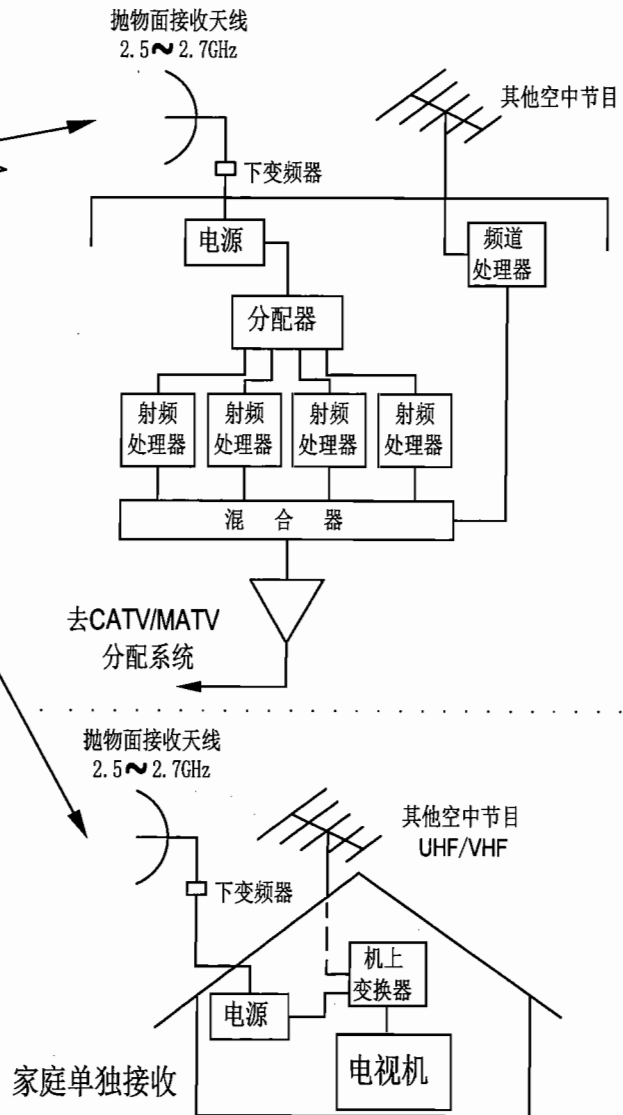 抛物面接收天线
2.5~2.7GHz
其他空中节目
下变频器
电源
频道
处理器
分配器
射频
处理器
射频
处理器
射频
处理器
射频
处理器
混 合 器
去CATV/MATV
分配系统
抛物面接收天线
2.5~2.7GHz
其他空中节目
UHF/VHF
下变频器
机上
变换器
电源
电视机
家庭单独接收